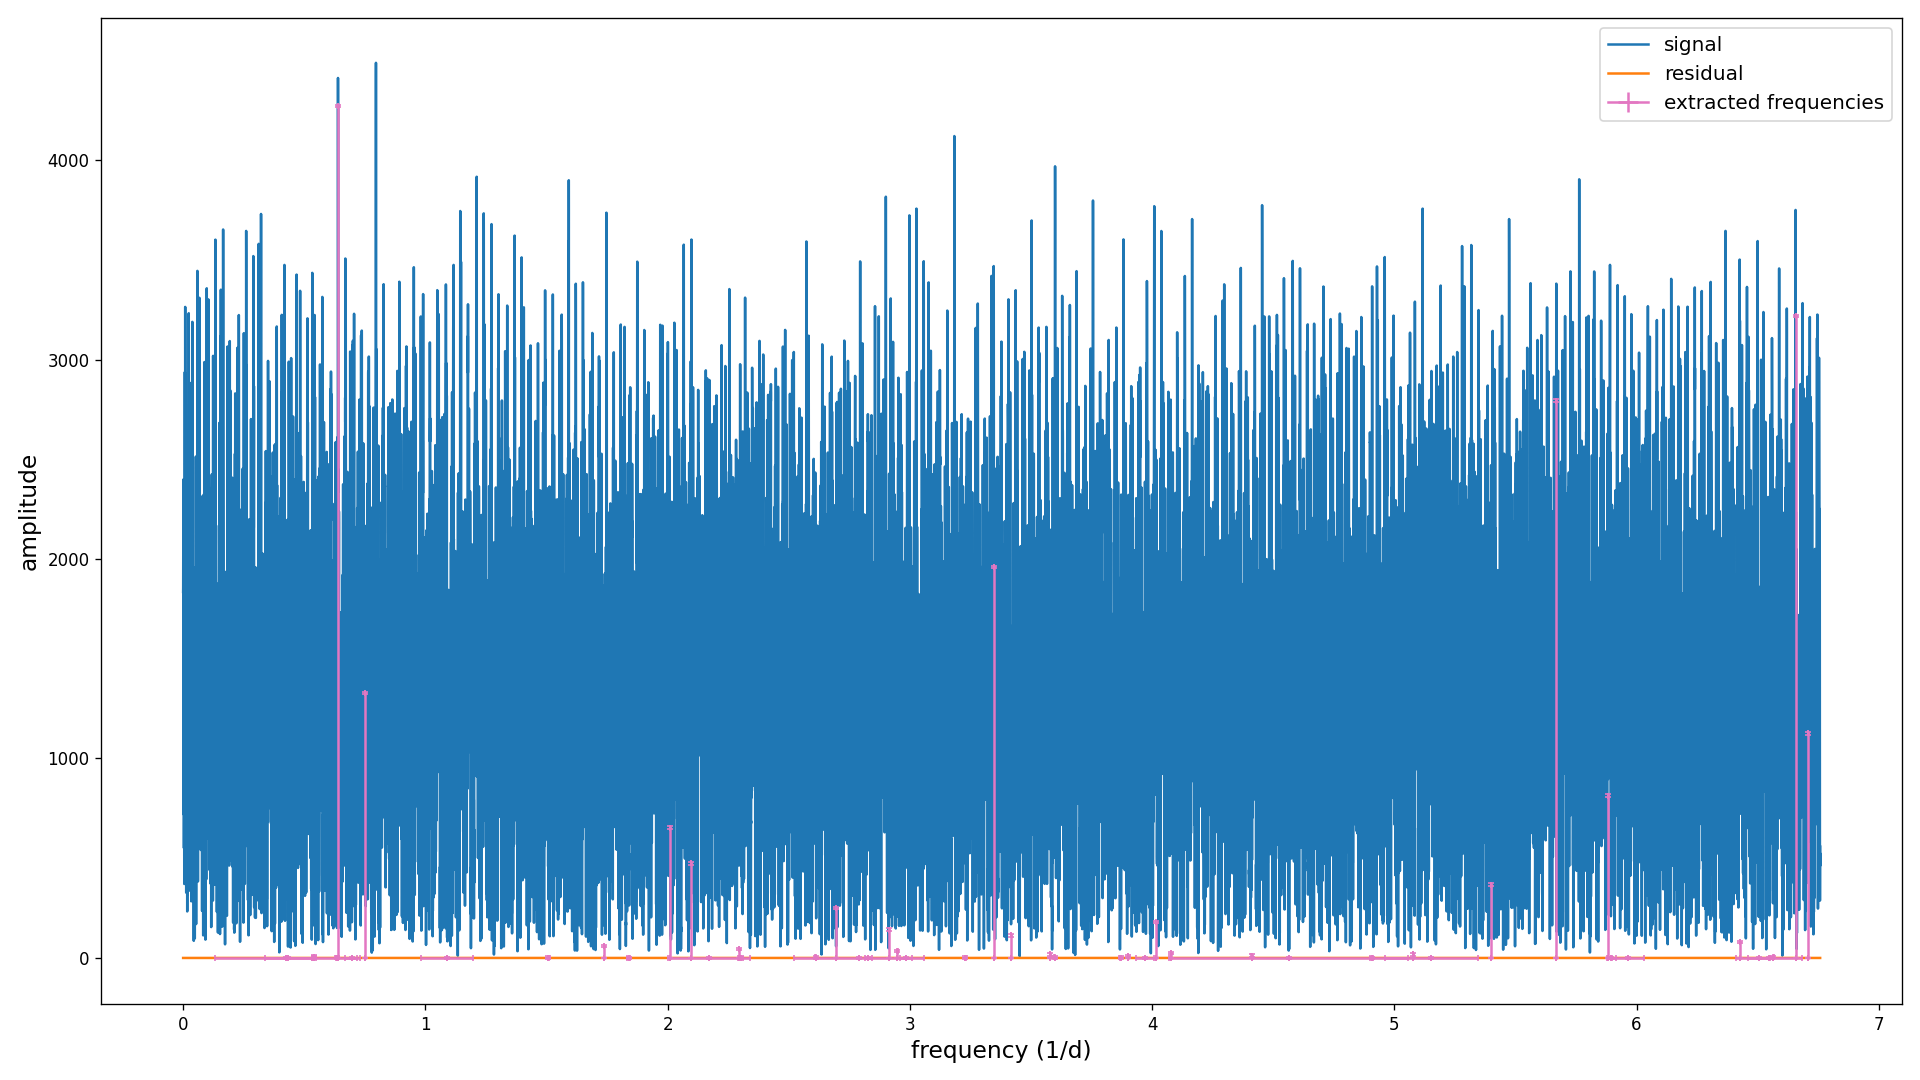 signal
residual
extracted frequencies
amplitude
4000
3000
2000
1000
0
0 1 2 3 4 5 6 7
frequency (1/d)